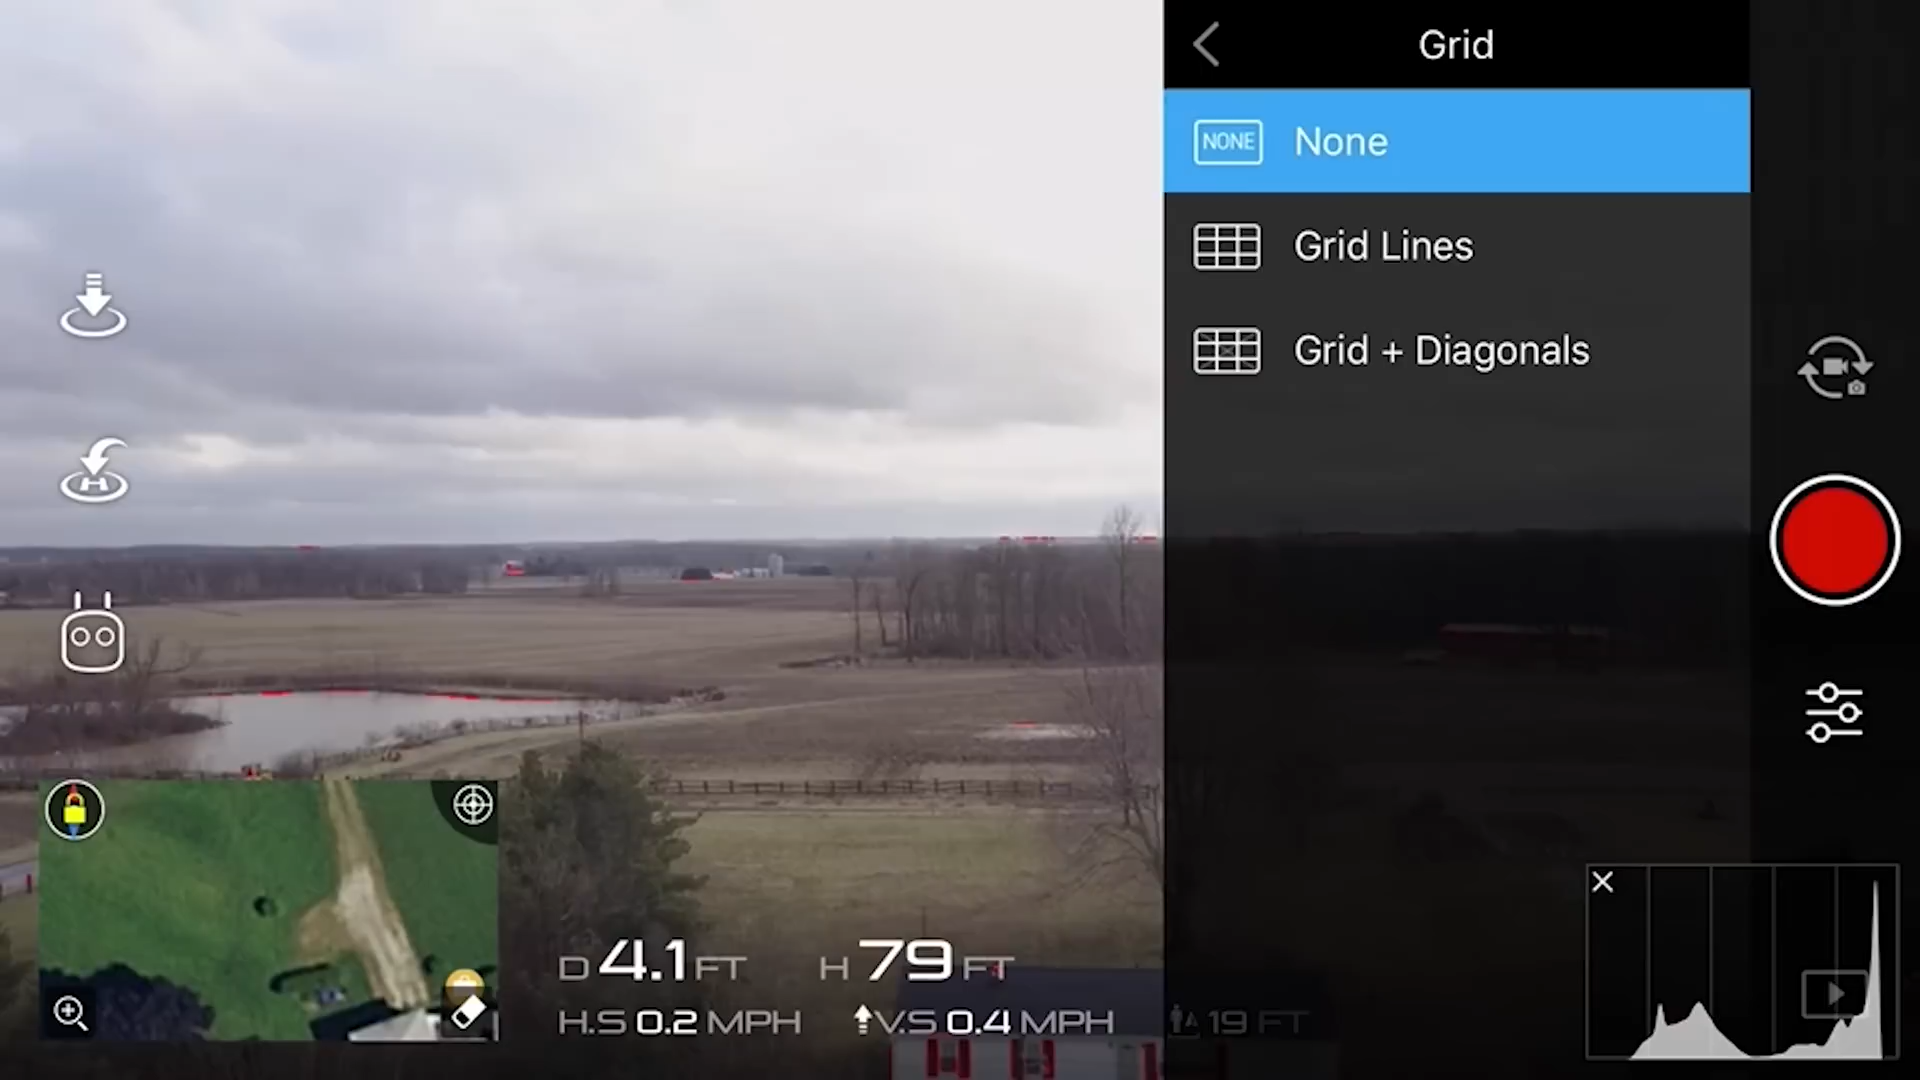 Grid
NONE None
Grid Lines
Grid + Diagonals
D 4.1 FT H 79 FT
H.S 0.2 MPH V.S 0.4 MPH 19 FT